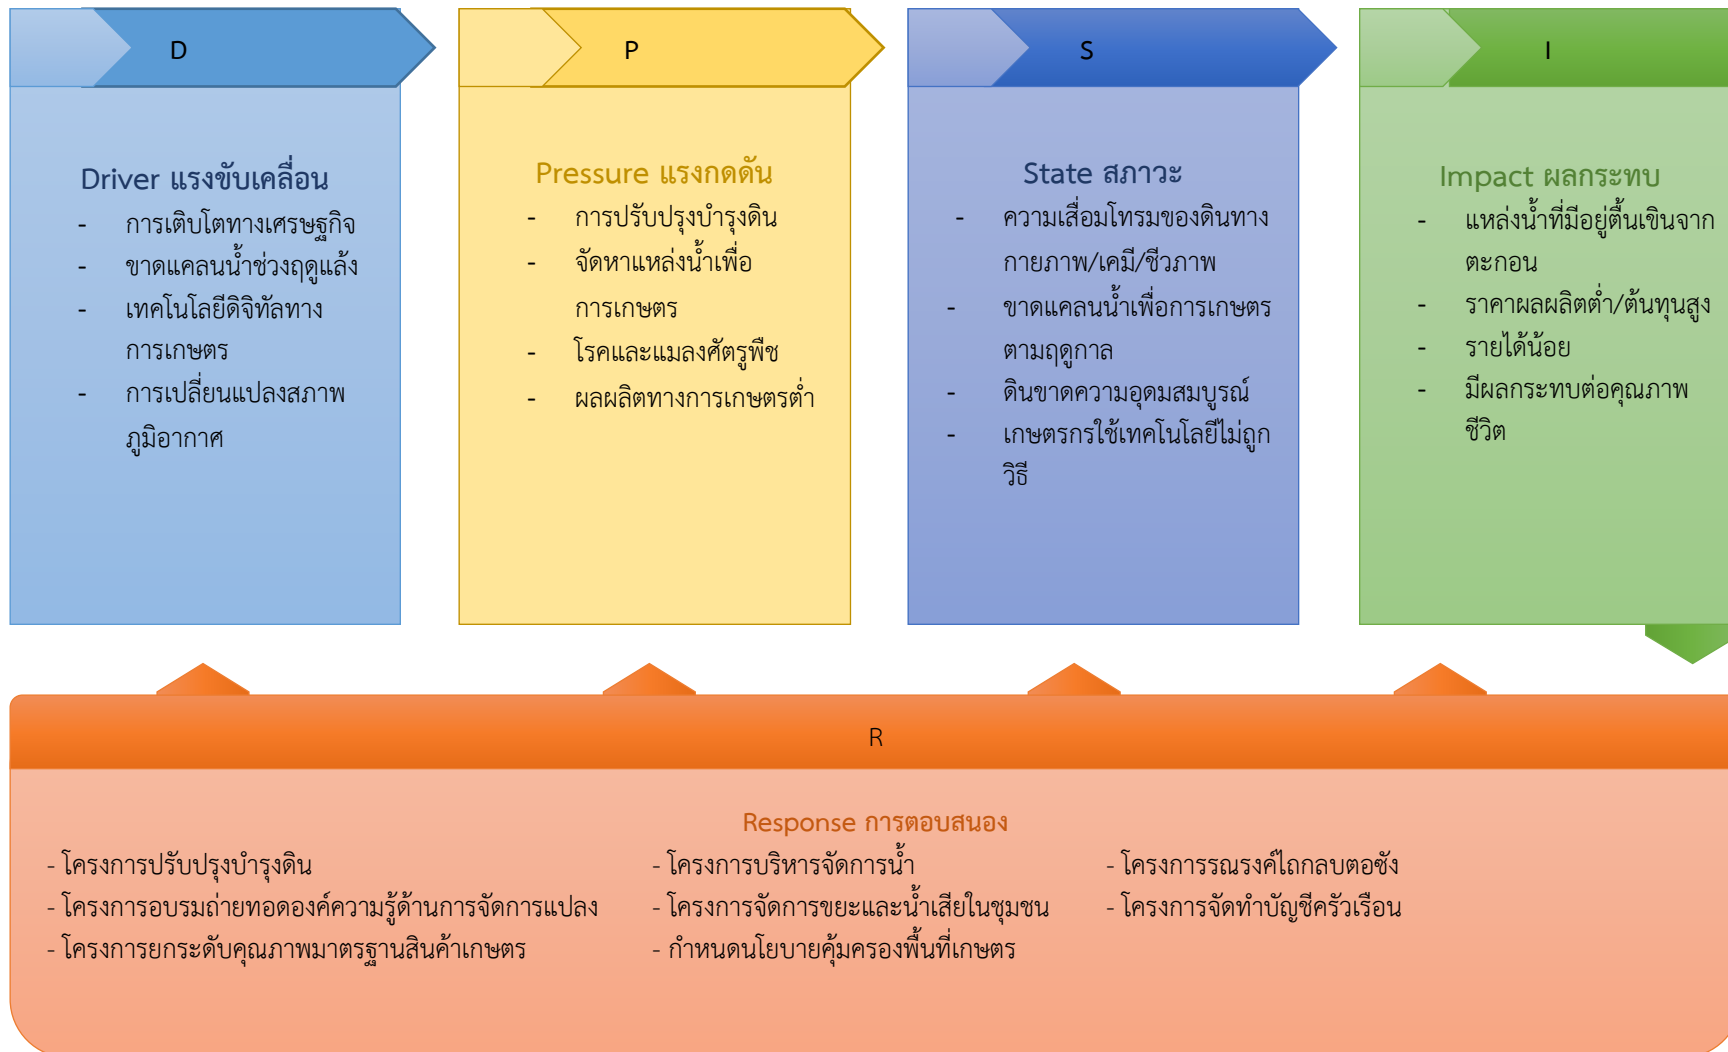 D
Driver แรงขับเคลื่อน
- การเติบโตทางเศรษฐกิจ
- ขาดแคลนน้ำช่วงฤดูแล้ง
- เทคโนโลยีดิจิทัลทาง
การเกษตร
- การเปลี่ยนแปลงสภาพ
ภูมิอากาศ
P
Pressure แรงกดดัน
- การปรับปรุงบำรุงดิน
- จัดหาแหล่งน้ำเพื่อ
การเกษตร
- โรคและแมลงศัตรูพืช
- ผลผลิตทางการเกษตรต่ำ
S
State สภาวะ
- ความเสื่อมโทรมของดินทาง
กายภาพ/เคมี/ชีวภาพ
- ขาดแคลนน้ำเพื่อการเกษตร
ตามฤดูกาล
- ดินขาดความอุดมสมบูรณ์
- เกษตรกรใช้เทคโนโลยีไม่ถูก
วิธี
I
Impact ผลกระทบ
- แหล่งน้ำที่มีอยู่ตื้นเขินจาก
ตะกอน
- ราคาผลผลิตต่ำ/ต้นทุนสูง
- รายได้น้อย
- มีผลกระทบต่อคุณภาพ
ชีวิต
R
Response การตอบสนอง
- โครงการปรับปรุงบำรุงดิน
- โครงการอบรมถ่ายทอดองค์ความรู้ด้านการจัดการแปลง
- โครงการยกระดับคุณภาพมาตรฐานสินค้าเกษตร
- โครงการบริหารจัดการน้ำ
- โครงการจัดการขยะและน้ำเสียในชุมชน
- กำหนดนโยบายคุ้มครองพื้นที่เกษตร
- โครงการรณรงค์ไถกลบตอซัง
- โครงการจัดทำบัญชีครัวเรือน